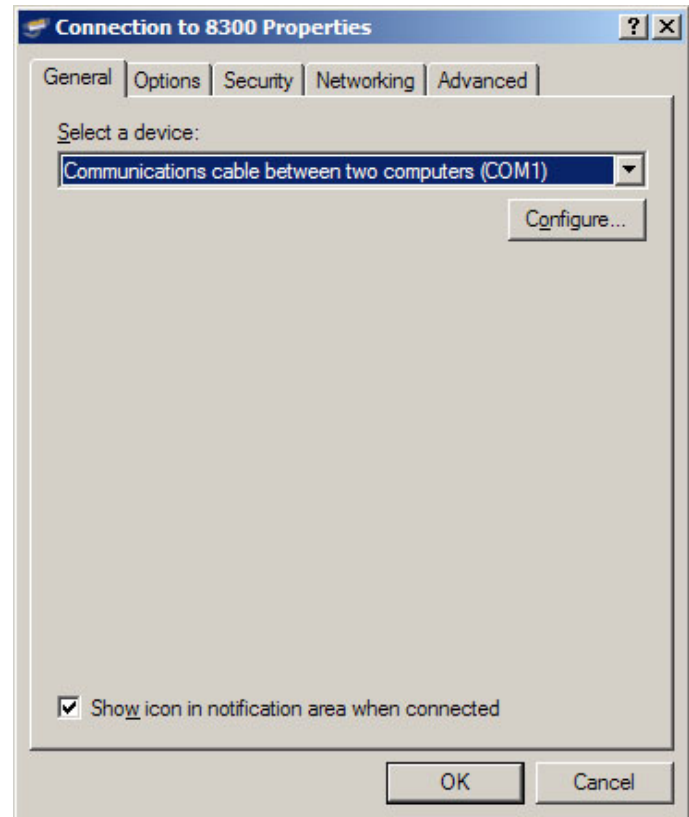 Connection to 8300 Properties
General Options Security Networking Advanced
Select a device:
Communications cable between two computers (COM1)
Configure...
Show icon in notification area when connected
OK Cancel